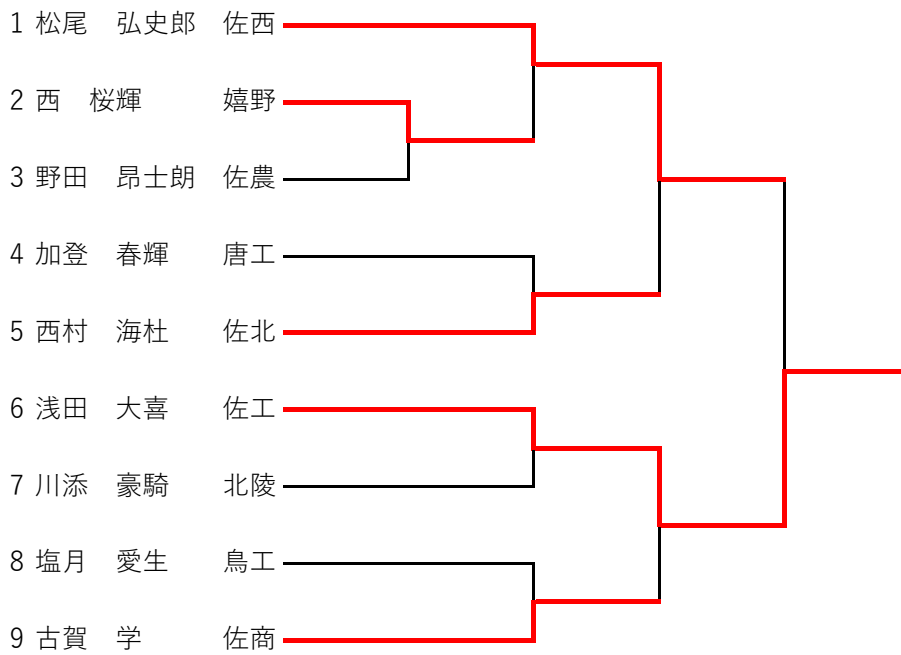 1 松尾　弘史郎　佐西
2 西　桜輝　　　嬉野
3 野田　昂士朗　佐農
4 加登　春輝　　唐工
5 西村　海杜　　佐北
6 浅田　大喜　　佐工
7 川添　豪騎　　北陵
8 塩月　愛生　　鳥工
9 古賀　学　　　佐商